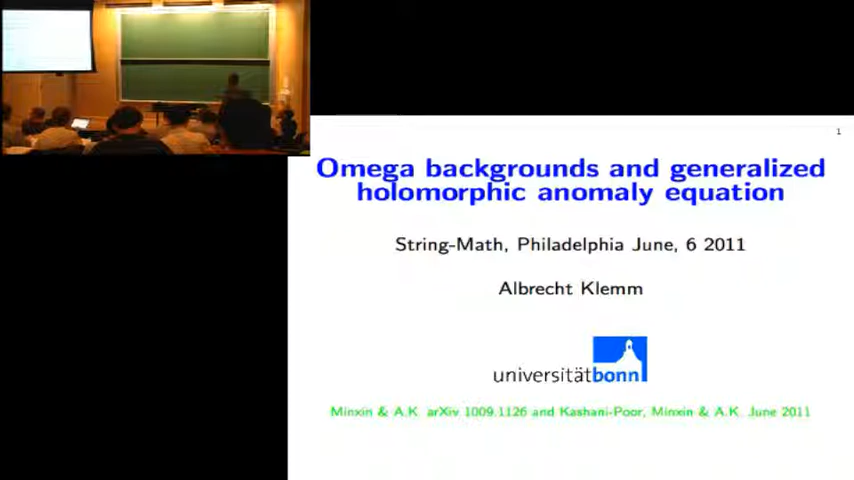 1
Omega backgrounds and generalized
holomorphic anomaly equation
String-Math, Philadelphia June, 6 2011
Albrecht Klemm
universitätbonn
Minxin & A.K. arXiv 1009.1126 and Kashani-Poor, Minxin & A.K. June 2011